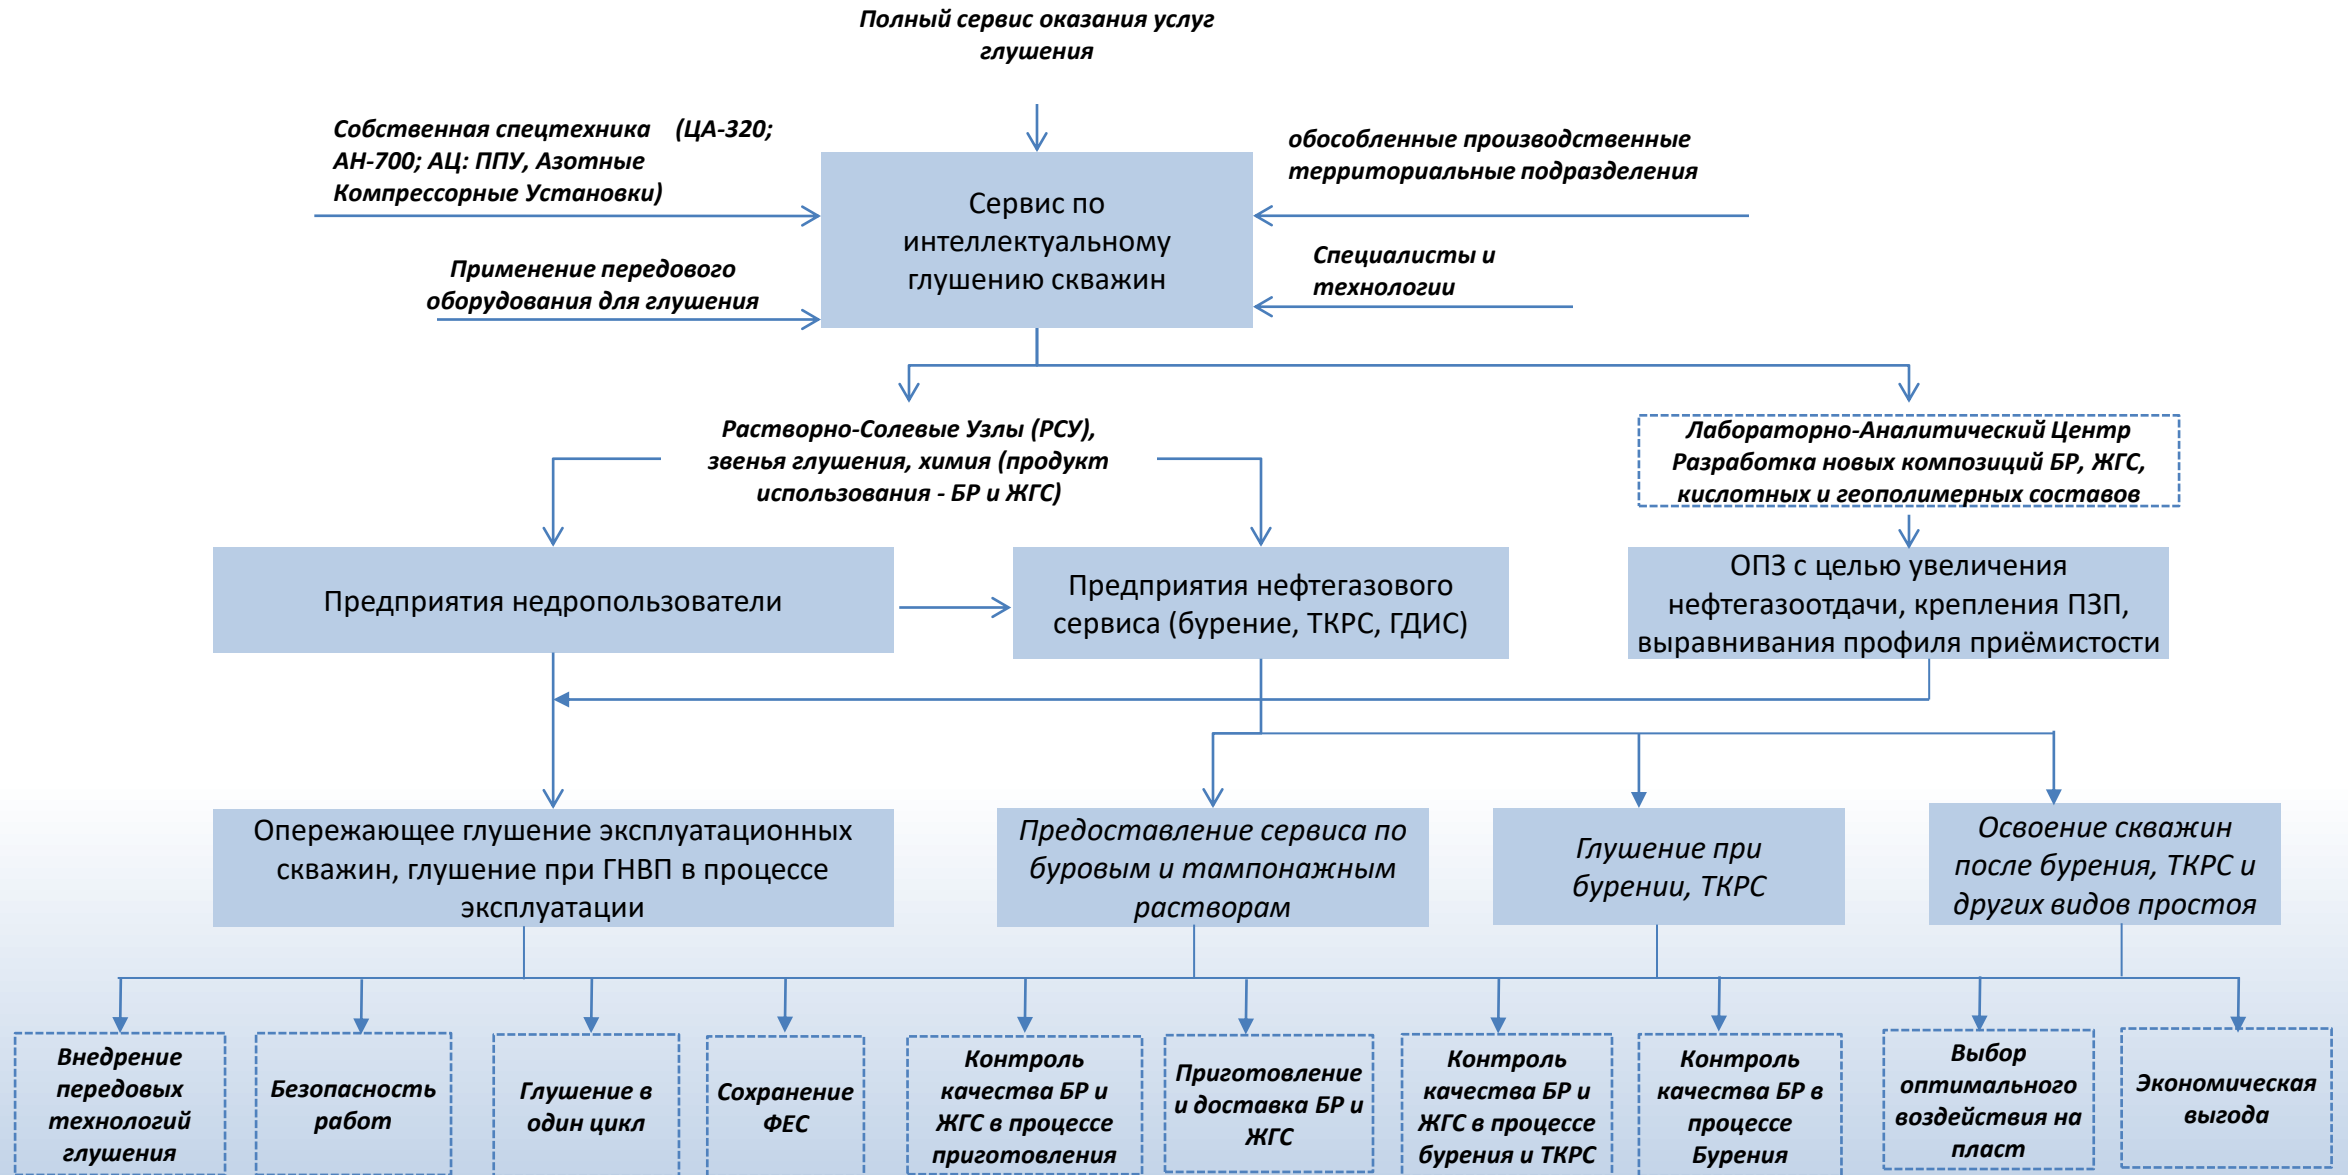 Полный сервис оказания услуг
глушения
Собственная спецтехника (ЦА-320;
АН-700; АЦ: ППУ, Азотные
Компрессорные Установки)
обособленные производственные
территориальные подразделения
Сервис по
интеллектуальному
глушению скважин
Применение передового
оборудования для глушения
Специалисты и
технологии
Растворно-Солевые Узлы (РСУ),
звенья глушения, химия (продукт
использования - БР и ЖГС)
Лабораторно-Аналитический Центр
Разработка новых композиций БР, ЖГС,
кислотных и геополимерных составов
Предприятия недропользователи
Предприятия нефтегазового
сервиса (бурение, ТКРС, ГДИС)
ОПЗ с целью увеличения
нефтегазоотдачи, крепления ПЗП,
выравнивания профиля приёмистости
Опережающее глушение эксплуатационных
скважин, глушение при ГНВП в процессе
эксплуатации
Предоставление сервиса по
буровым и тампонажным
растворам
Глушение при
бурении, ТКРС
Освоение скважин
после бурения, ТКРС и
других видов простоя
Внедрение
передовых
технологий
глушения
Безопасность
работ
Глушение в
один цикл
Сохранение
ФЕС
Контроль
качества БР и
ЖГС в процессе
приготовления
Приготовление
и доставка БР и
ЖГС
Контроль
качества БР и
ЖГС в процессе
бурения и ТКРС
Контроль
качества БР в
процессе
Бурения
Выбор
оптимального
воздействия на
пласт
Экономическая
выгода